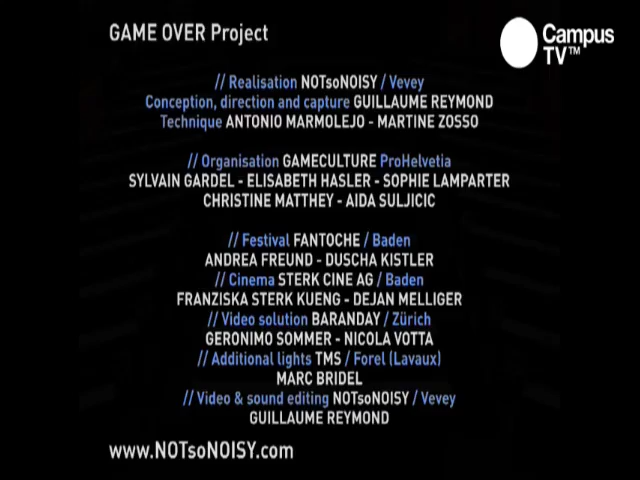 GAME OVER Project
Campus
TV™
// Realisation NOTsoNOISY / Vevey
Conception, direction and capture GUILLAUME REYMOND
Technique ANTONIO MARMOLEJO - MARTINE ZOSSO
// Organisation GAMECULTURE ProHelvetia
SYLVAIN GARDEL - ELISABETH HASLER - SOPHIE LAMPARTER
CHRISTINE MATTHEY - AIDA SULJICIC
// Festival FANTOCHE / Baden
ANDREA FREUND - DUSCHA KISTLER
// Cinema STERK CINE AG / Baden
FRANZISKA STERK KUENG - DEJAN MELLIGER
// Video solution BARANDAY / Zürich
GERONIMO SOMMER - NICOLA VOTTA
// Additional lights TMS / Forel (Lavaux)
MARC BRIDEL
// Video & sound editing NOTsoNOISY / Vevey
GUILLAUME REYMOND
www.NOTsoNOISY.com